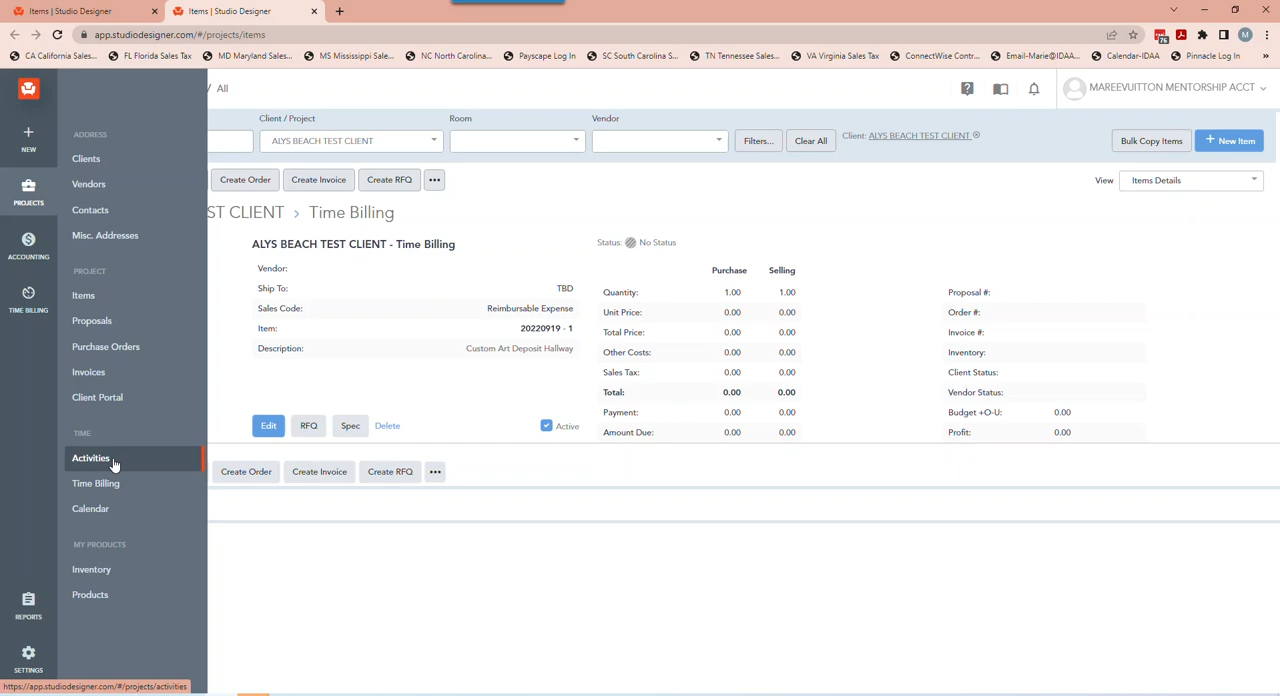 Items | Studio Designer
Items | Studio Designer
app.studiodesigner.com/#/projects/items
CA California Sales...
FL Florida Sales Tax
MD Maryland Sales...
MS Mississippi Sale...
NC North Carolina...
Payscape Log In
SC South Carolina S...
TN Tennessee Sales...
VA Virginia Sales Tax
ConnectWise Contr...
Email-Marie@IDAA...
Calendar-IDAA
Pinnacle Log In
»
76
M
/ All
MAREEVUITTON MENTORSHIP ACCT
NEW
PROJECTS
ACCOUNTING
TIME BILLING
REPORTS
SETTINGS
ADDRESS
Clients
Vendors
Contacts
Misc. Addresses
PROJECT
Items
Proposals
Purchase Orders
Invoices
Client Portal
TIME
Activities
Time Billing
Calendar
MY PRODUCTS
Inventory
Products
Client / Project
Room
Vendor
ALYS BEACH TEST CLIENT
Filters...
Clear All
Client: ALYS BEACH TEST CLIENT
Bulk Copy Items
+ New Item
Create Order
Create Invoice
Create RFQ
•••
View
Items Details
ST CLIENT > Time Billing
ALYS BEACH TEST CLIENT - Time Billing
Status: No Status
Vendor:
Ship To: TBD
Sales Code: Reimbursable Expense
Item: 20220919 - 1
Description: Custom Art Deposit Hallway
Purchase Selling
Quantity: 1.00 1.00
Unit Price: 0.00 0.00
Total Price: 0.00 0.00
Other Costs: 0.00 0.00
Sales Tax: 0.00 0.00
Total: 0.00 0.00
Payment: 0.00 0.00
Amount Due: 0.00 0.00
Proposal #:
Order #:
Invoice #:
Inventory:
Client Status:
Vendor Status:
Budget +O-U: 0.00
Profit: 0.00
Edit
RFQ
Spec
Delete
Active
Create Order
Create Invoice
Create RFQ
•••
https://app.studiodesigner.com/#/projects/activities